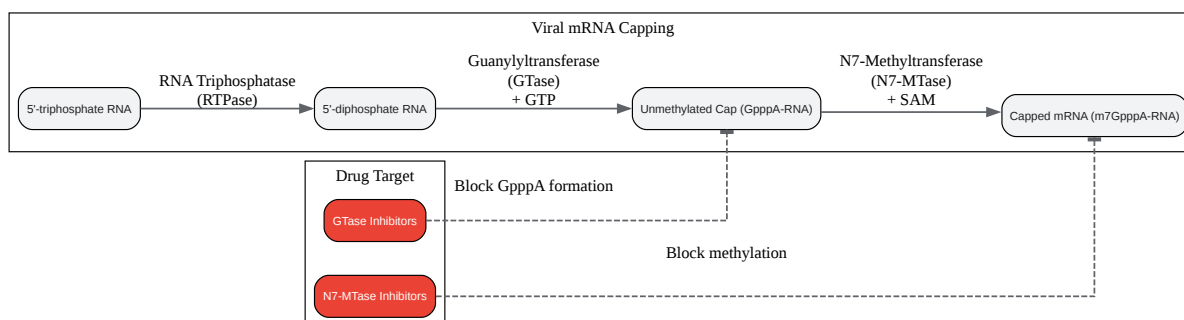 Viral mRNA Capping
RNA Triphosphatase
(RTPase)
Guanylyltransferase
(GTase)
+ GTP
N7-Methyltransferase
(N7-MTase)
+ SAM
5'-triphosphate RNA
5'-diphosphate RNA
Unmethylated Cap (GpppA-RNA)
Capped mRNA (m7GpppA-RNA)
Drug Target
Block GpppA formation
GTase Inhibitors
Block methylation
N7-MTase Inhibitors